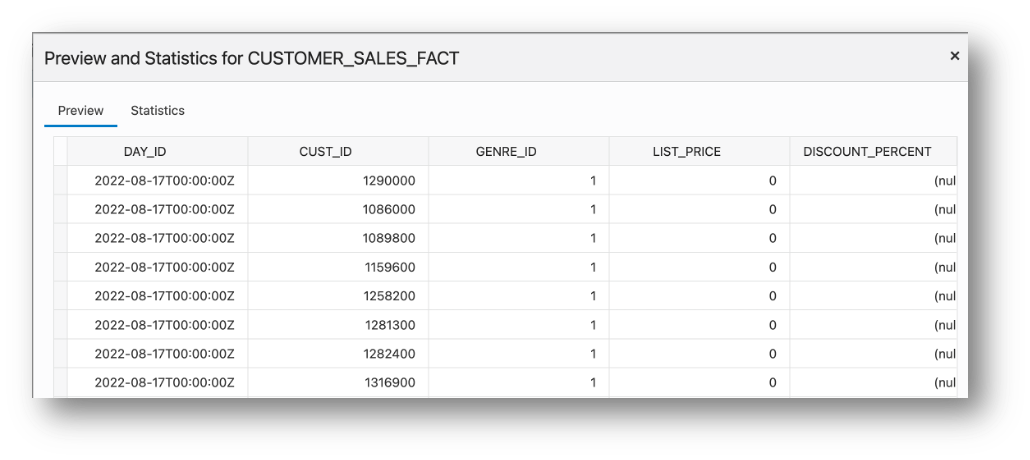 Preview and Statistics for CUSTOMER_SALES_FACT ×
Preview Statistics
DAY_ID CUST_ID GENRE_ID LIST_PRICE DISCOUNT_PERCENT
2022-08-17T00:00:00Z 1290000 1 0 (nul
2022-08-17T00:00:00Z 1086000 1 0 (nul
2022-08-17T00:00:00Z 1089800 1 0 (nul
2022-08-17T00:00:00Z 1159600 1 0 (nul
2022-08-17T00:00:00Z 1258200 1 0 (nul
2022-08-17T00:00:00Z 1281300 1 0 (nul
2022-08-17T00:00:00Z 1282400 1 0 (nul
2022-08-17T00:00:00Z 1316900 1 0 (nul